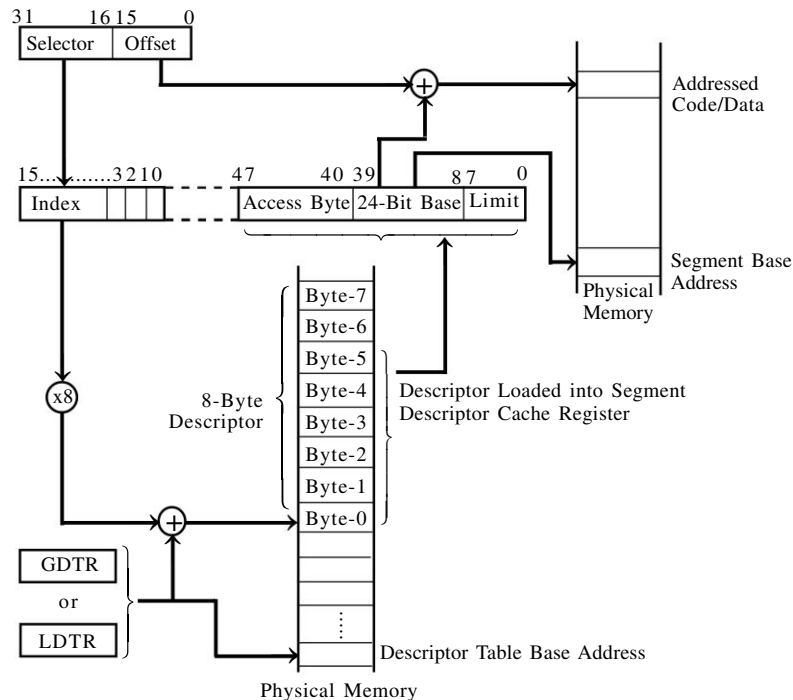 31 16 15 0
Selector Offset
+
Addressed
Code/Data
15.............3 2 1 0
47 40 39 8 7 0
Index
Access Byte 24-Bit Base Limit
Segment Base
Address
Physical
Memory
Byte-7
Byte-6
Byte-5
Byte-4
Byte-3
Byte-2
Byte-1
Byte-0
x8
8-Byte
Descriptor
Descriptor Loaded into Segment
Descriptor Cache Register
+
GDTR
or
LDTR
Descriptor Table Base Address
Physical Memory